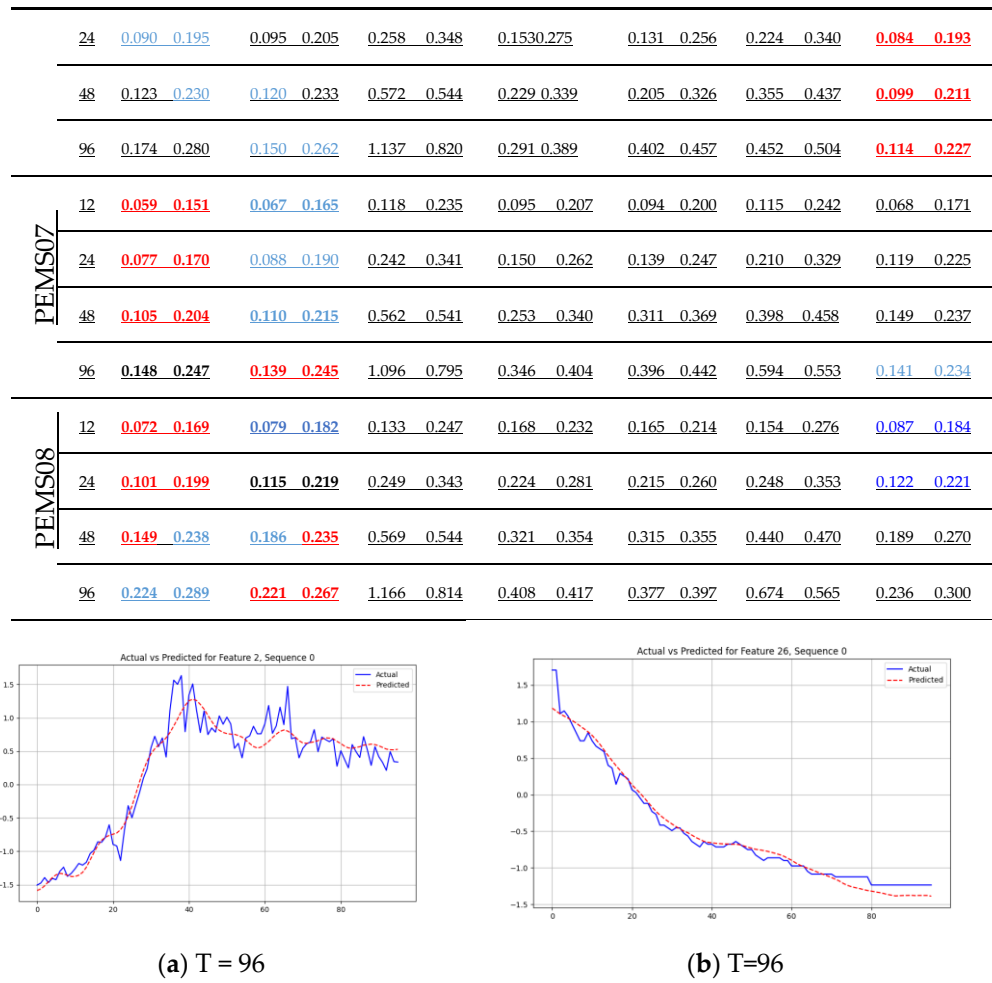 24 0.090 0.195 0.095 0.205 0.258 0.348 0.1530.275 0.131 0.256 0.224 0.340 0.084 0.193
48 0.123 0.230 0.120 0.233 0.572 0.544 0.229 0.339 0.205 0.326 0.355 0.437 0.099 0.211
96 0.174 0.280 0.150 0.262 1.137 0.820 0.291 0.389 0.402 0.457 0.452 0.504 0.114 0.227
PEMS07
12 0.059 0.151 0.067 0.165 0.118 0.235 0.095 0.207 0.094 0.200 0.115 0.242 0.068 0.171
24 0.077 0.170 0.088 0.190 0.242 0.341 0.150 0.262 0.139 0.247 0.210 0.329 0.119 0.225
48 0.105 0.204 0.110 0.215 0.562 0.541 0.253 0.340 0.311 0.369 0.398 0.458 0.149 0.237
96 0.148 0.247 0.139 0.245 1.096 0.795 0.346 0.404 0.396 0.442 0.594 0.553 0.141 0.234
PEMS08
12 0.072 0.169 0.079 0.182 0.133 0.247 0.168 0.232 0.165 0.214 0.154 0.276 0.087 0.184
24 0.101 0.199 0.115 0.219 0.249 0.343 0.224 0.281 0.215 0.260 0.248 0.353 0.122 0.221
48 0.149 0.238 0.186 0.235 0.569 0.544 0.321 0.354 0.315 0.355 0.440 0.470 0.189 0.270
96 0.224 0.289 0.221 0.267 1.166 0.814 0.408 0.417 0.377 0.397 0.674 0.565 0.236 0.300
Actual vs Predicted for Feature 2, Sequence 0
Actual
Predicted
1.5
1.0
0.5
0.0
−0.5
−1.0
−1.5
0 20 40 60 80
(a) T = 96
Actual vs Predicted for Feature 26, Sequence 0
Actual
Predicted
1.5
1.0
0.5
0.0
−0.5
−1.0
−1.5
0 20 40 60 80
(b) T=96